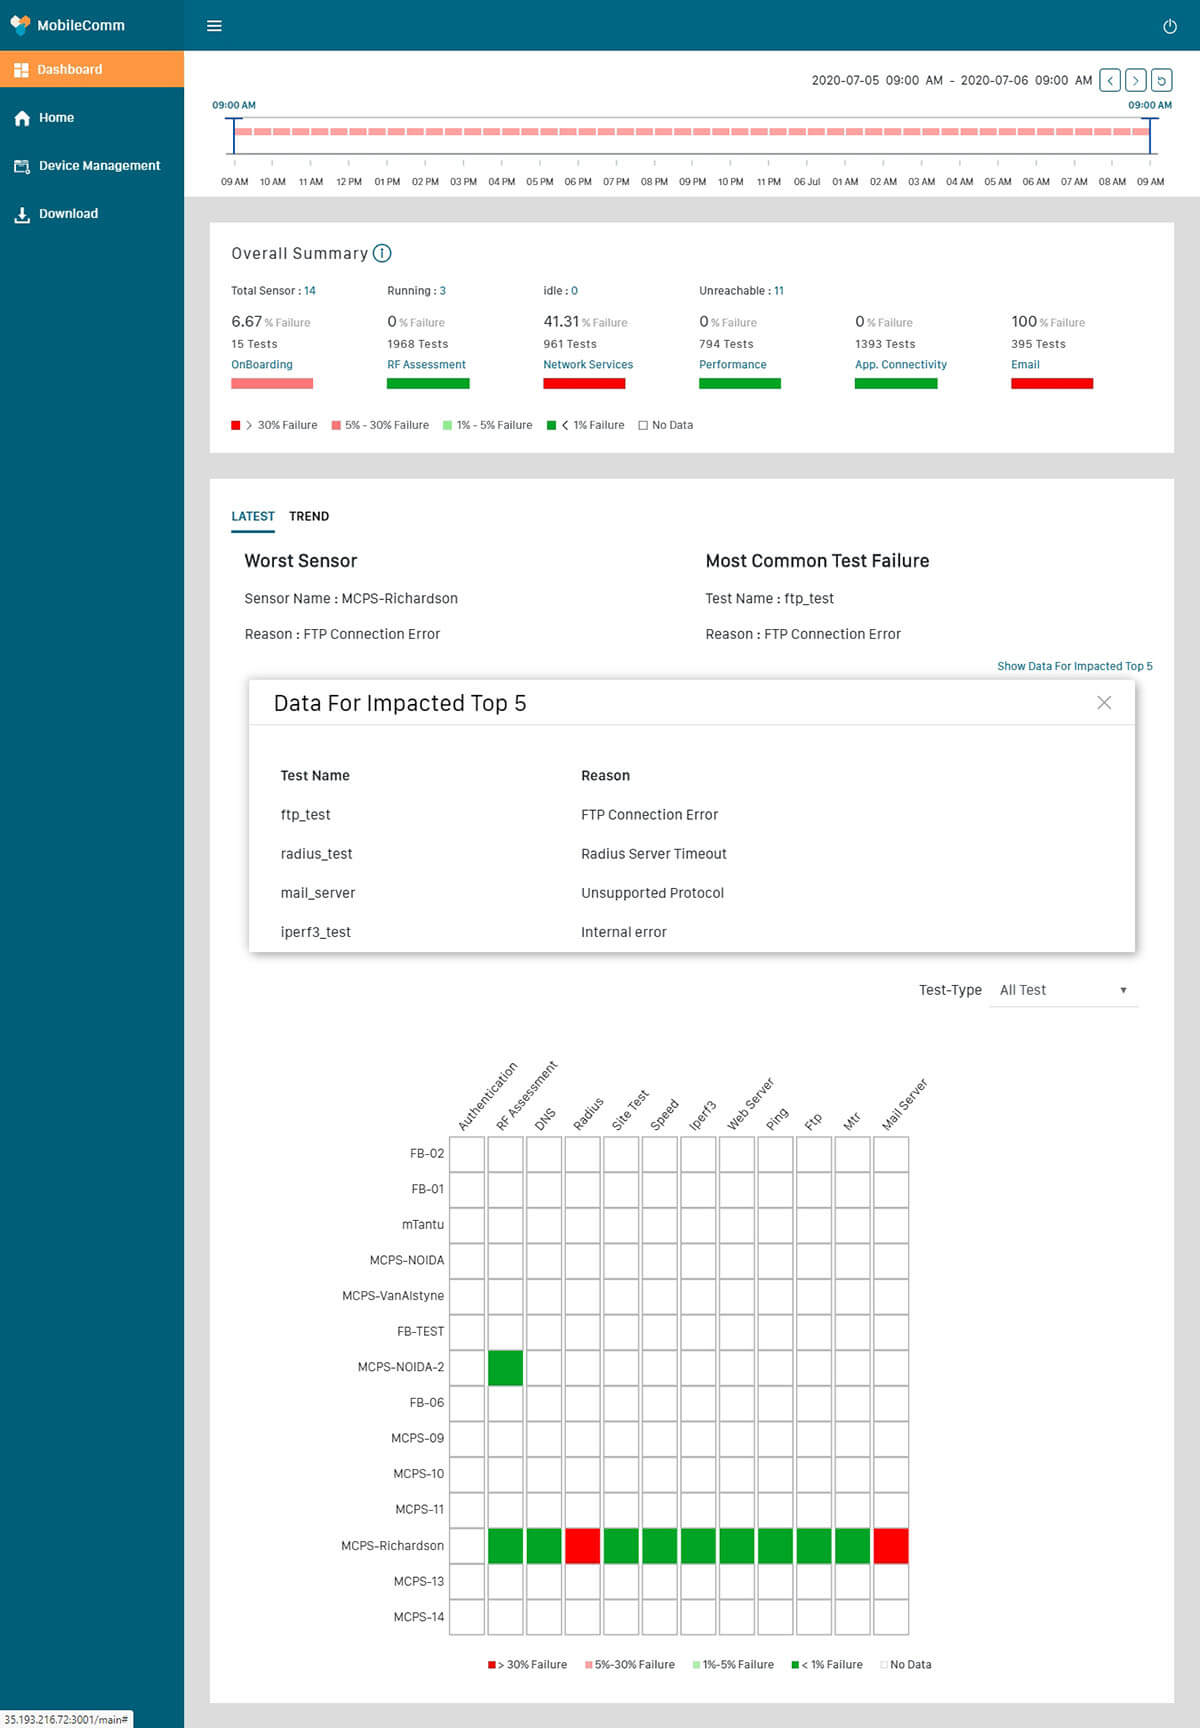 MobileComm
Dashboard
Home
Device Management
Download
2020-07-05 09:00 AM - 2020-07-06 09:00 AM
09:00 AM 09:00 AM
09 AM 10 AM 11 AM 12 PM 01 PM 02 PM 03 PM 04 PM 05 PM 06 PM 07 PM 08 PM 09 PM 10 PM 11 PM 06 Jul 01 AM 02 AM 03 AM 04 AM 05 AM 06 AM 07 AM 08 AM 09 AM
Overall Summary
Total Sensor : 14 Running : 3 idle : 0 Unreachable : 11
6.67 % Failure 0 % Failure 41.31 % Failure 0 % Failure 0 % Failure 100 % Failure
15 Tests 1968 Tests 961 Tests 794 Tests 1393 Tests 395 Tests
OnBoarding RF Assessment Network Services Performance App. Connectivity Email
> 30% Failure 5% - 30% Failure 1% - 5% Failure < 1% Failure No Data
LATEST TREND
Worst Sensor Most Common Test Failure
Sensor Name : MCPS-Richardson Test Name : ftp_test
Reason : FTP Connection Error Reason : FTP Connection Error
Show Data For Impacted Top 5
Data For Impacted Top 5
Test Name Reason
ftp_test FTP Connection Error
radius_test Radius Server Timeout
mail_server Unsupported Protocol
iperf3_test Internal error
Test-Type All Test
Authentication RF Assessment DNS Radius Site Test Speed Iperf3 Web Server Ping Ftp Mtr Mail Server
FB-02
FB-01
mTantu
MCPS-NOIDA
MCPS-VanAlstyne
FB-TEST
MCPS-NOIDA-2
FB-06
MCPS-09
MCPS-10
MCPS-11
MCPS-Richardson
MCPS-13
MCPS-14
> 30% Failure 5%-30% Failure 1%-5% Failure < 1% Failure No Data
35.193.216.72:3001/main#